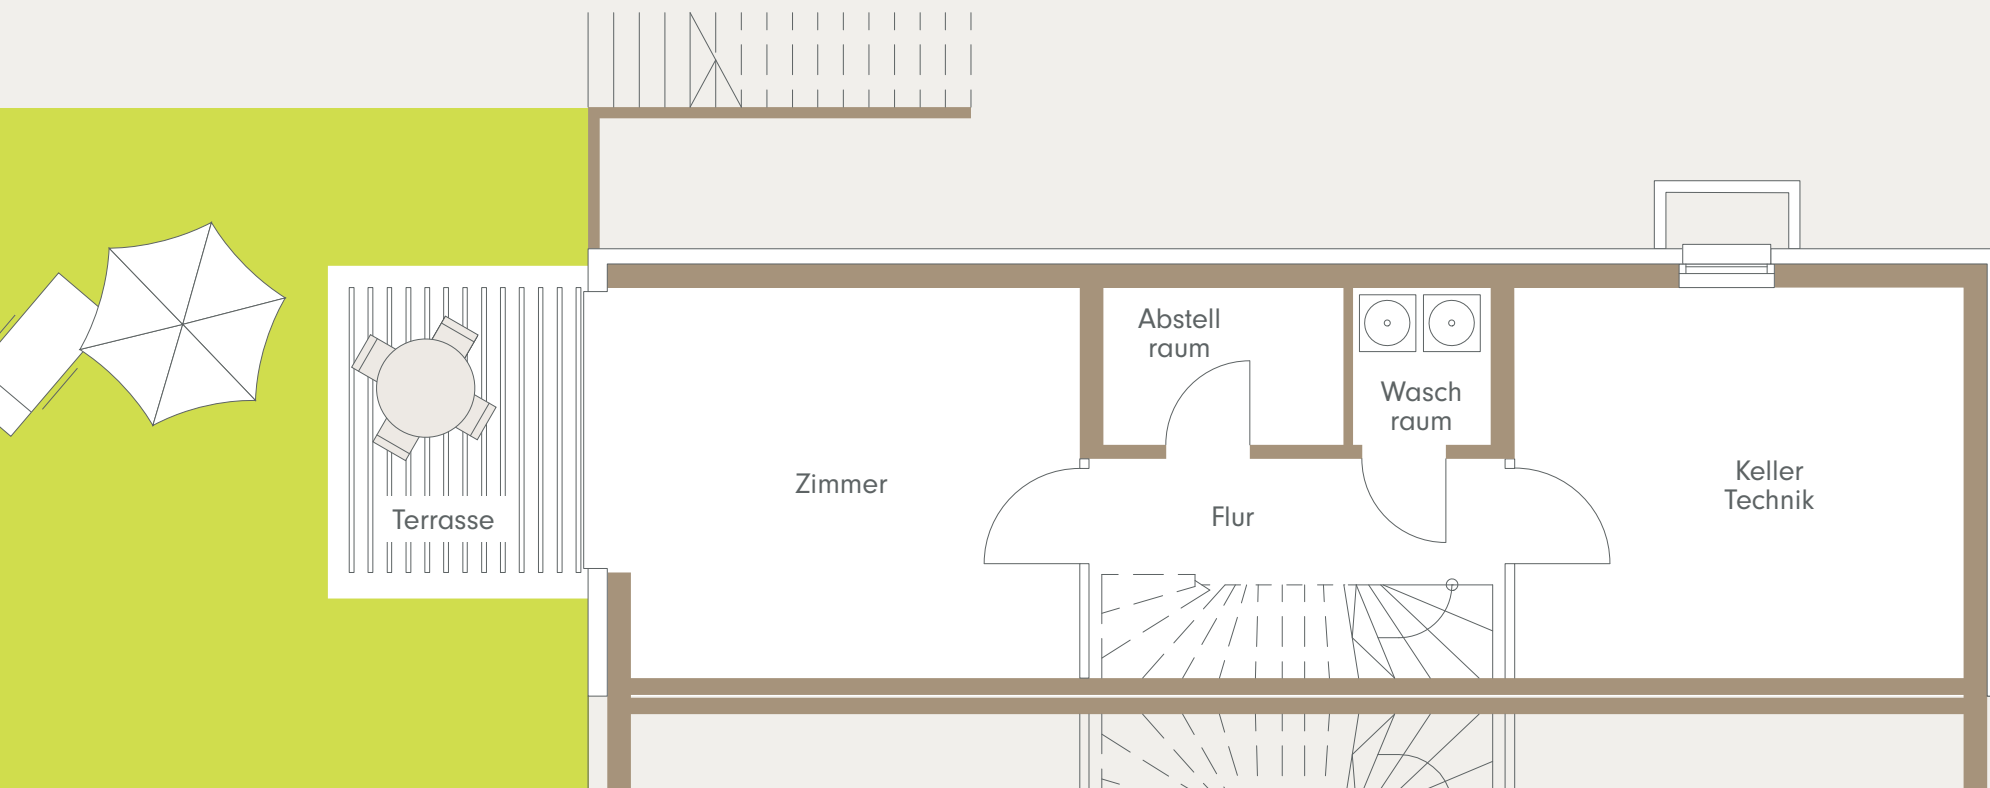 Abstell
raum
Wasch
raum
Zimmer
Flur
Keller
Technik
Terrasse